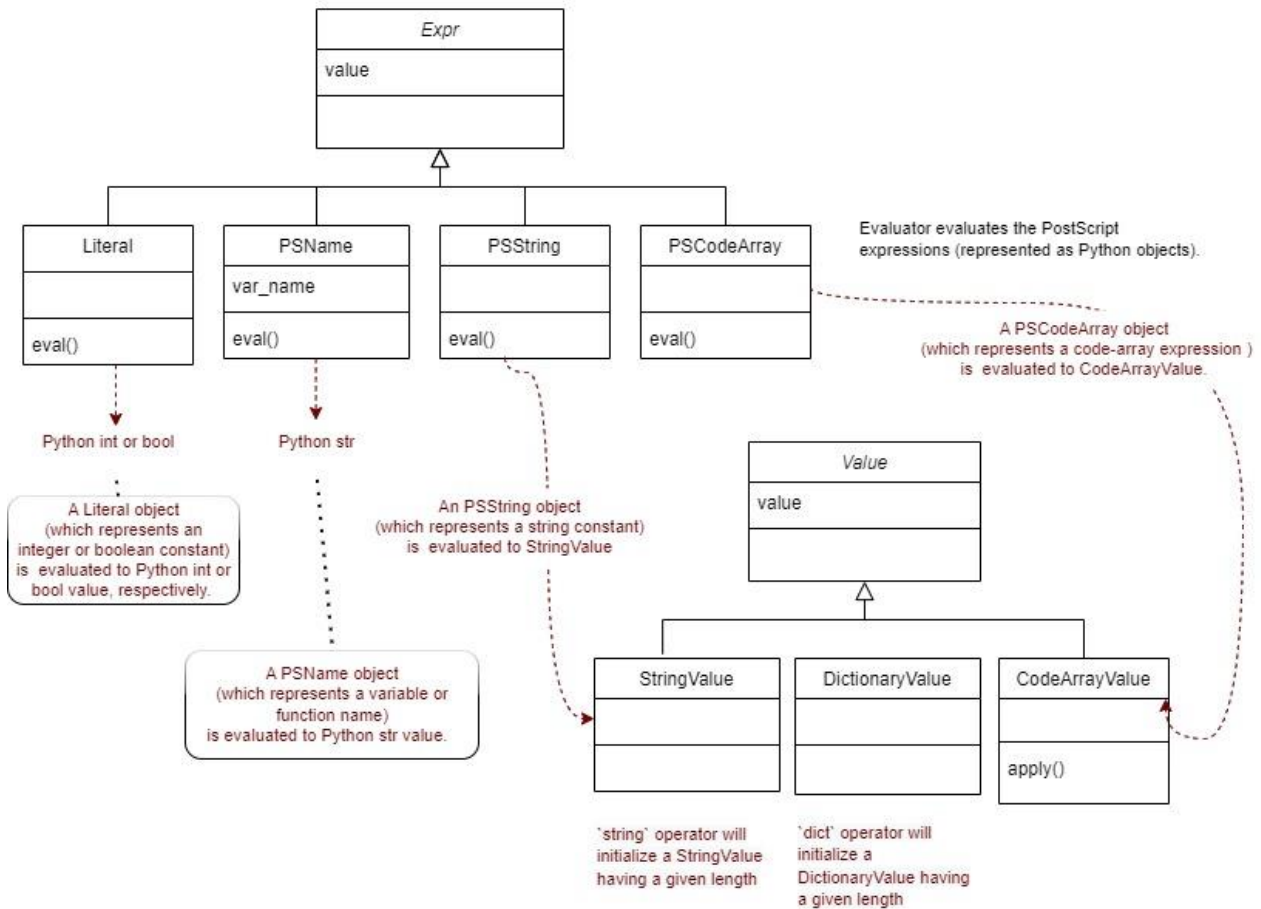 Expr
value
Literal
eval()
PSName
var_name
eval()
PSString
eval()
PSCodeArray
eval()
Evaluator evaluates the PostScript
expressions (represented as Python objects).
A PSCodeArray object
(which represents a code-array expression )
is evaluated to CodeArrayValue.
Python int or bool
Python str
A Literal object
(which represents an
integer or boolean constant)
is evaluated to Python int or
bool value, respectively.
An PSString object
(which represents a string constant)
is evaluated to StringValue
A PSName object
(which represents a variable or
function name)
is evaluated to Python str value.
Value
value
StringValue
DictionaryValue
CodeArrayValue
apply()
`string` operator will
initialize a StringValue
having a given length
`dict` operator will
initialize a
DictionaryValue having
a given length